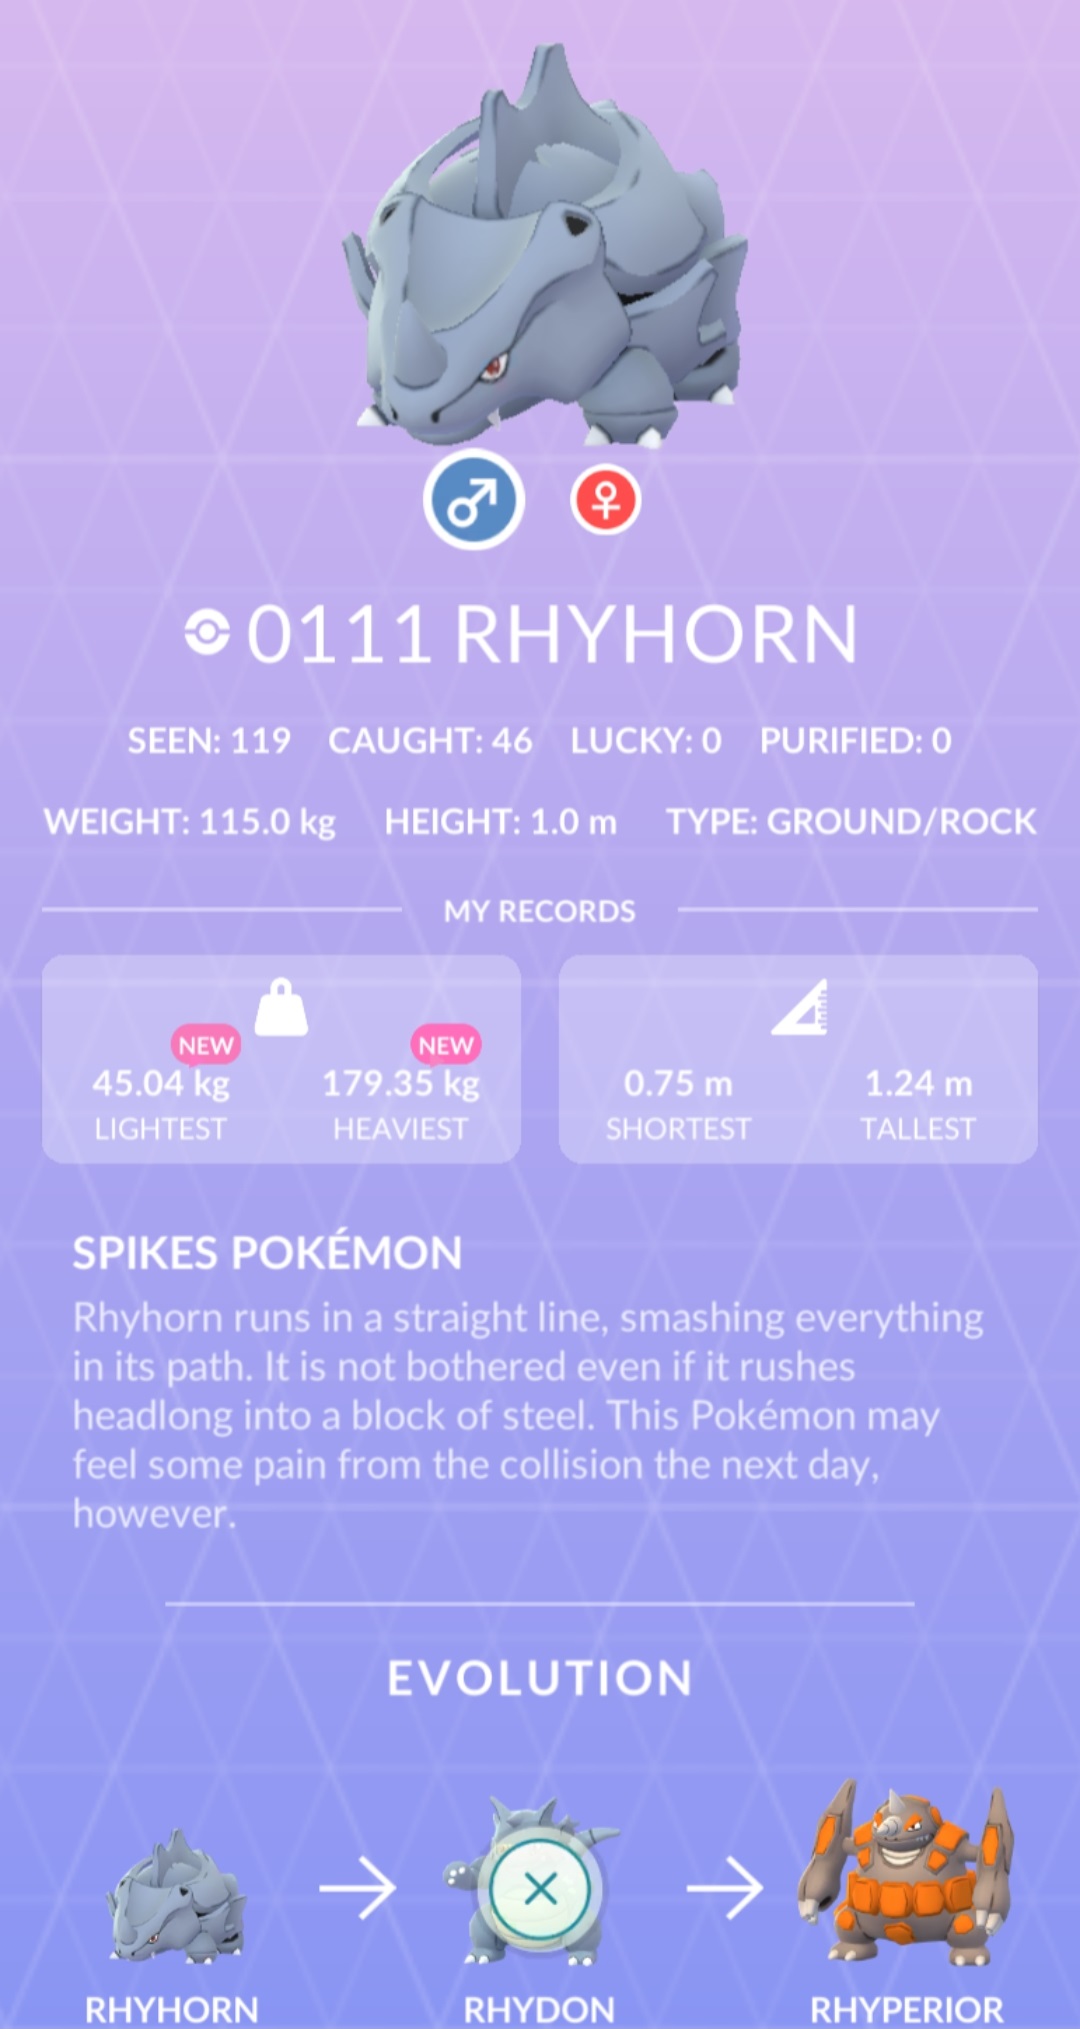 0111 RHYHORN
SEEN: 119 CAUGHT: 46 LUCKY: 0 PURIFIED: 0
WEIGHT: 115.0 kg HEIGHT: 1.0 m TYPE: GROUND/ROCK
MY RECORDS
NEW NEW
45.04 kg 179.35 kg 0.75 m 1.24 m
LIGHTEST HEAVIEST SHORTEST TALLEST
SPIKES POKÉMON
Rhyhorn runs in a straight line, smashing everything
in its path. It is not bothered even if it rushes
headlong into a block of steel. This Pokémon may
feel some pain from the collision the next day,
however.
EVOLUTION
RHYHORN RHYDON RHYPERIOR